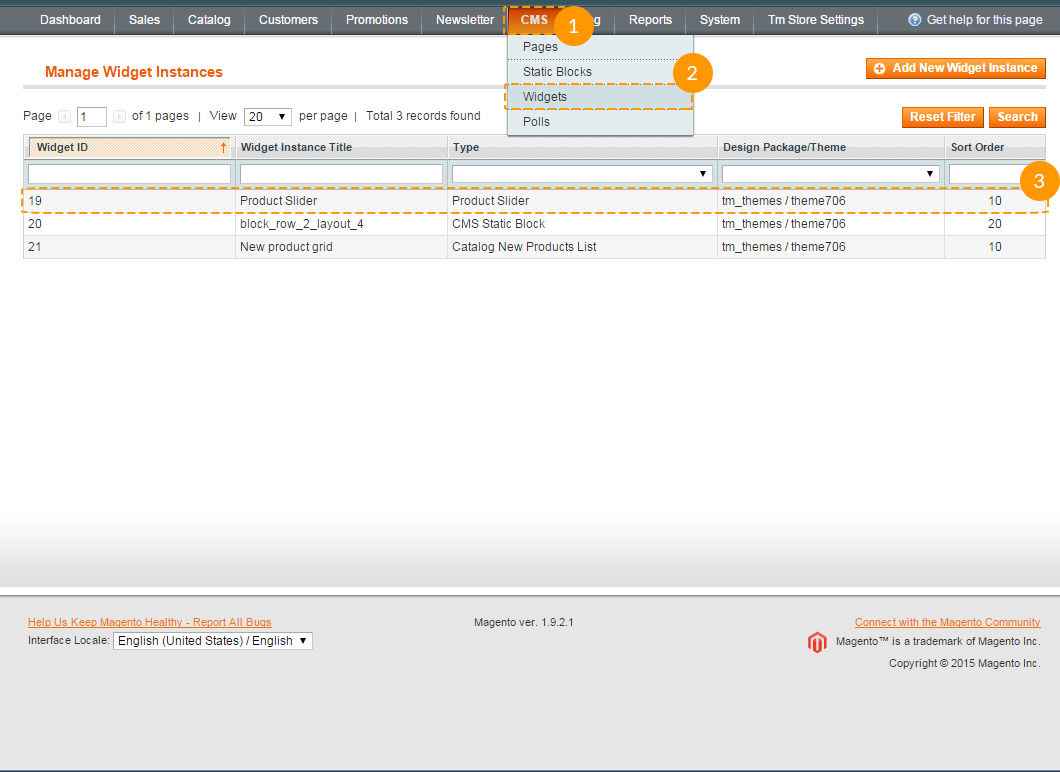 Dashboard Sales Catalog Customers Promotions Newsletter CMS 1 g Reports System Tm Store Settings Get help for this page
Pages
Static Blocks
2
Widgets
Polls
Manage Widget Instances
Add New Widget Instance
Page 1 of 1 pages | View 20 per page | Total 3 records found
Reset Filter Search
Widget ID Widget Instance Title Type Design Package/Theme Sort Order
3
19 Product Slider Product Slider tm_themes / theme706 10
20 block_row_2_layout_4 CMS Static Block tm_themes / theme706 20
21 New product grid Catalog New Products List tm_themes / theme706 10
Help Us Keep Magento Healthy - Report All Bugs Magento ver. 1.9.2.1 Connect with the Magento Community
Interface Locale: English (United States) / English Magento™ is a trademark of Magento Inc.
Copyright © 2015 Magento Inc.